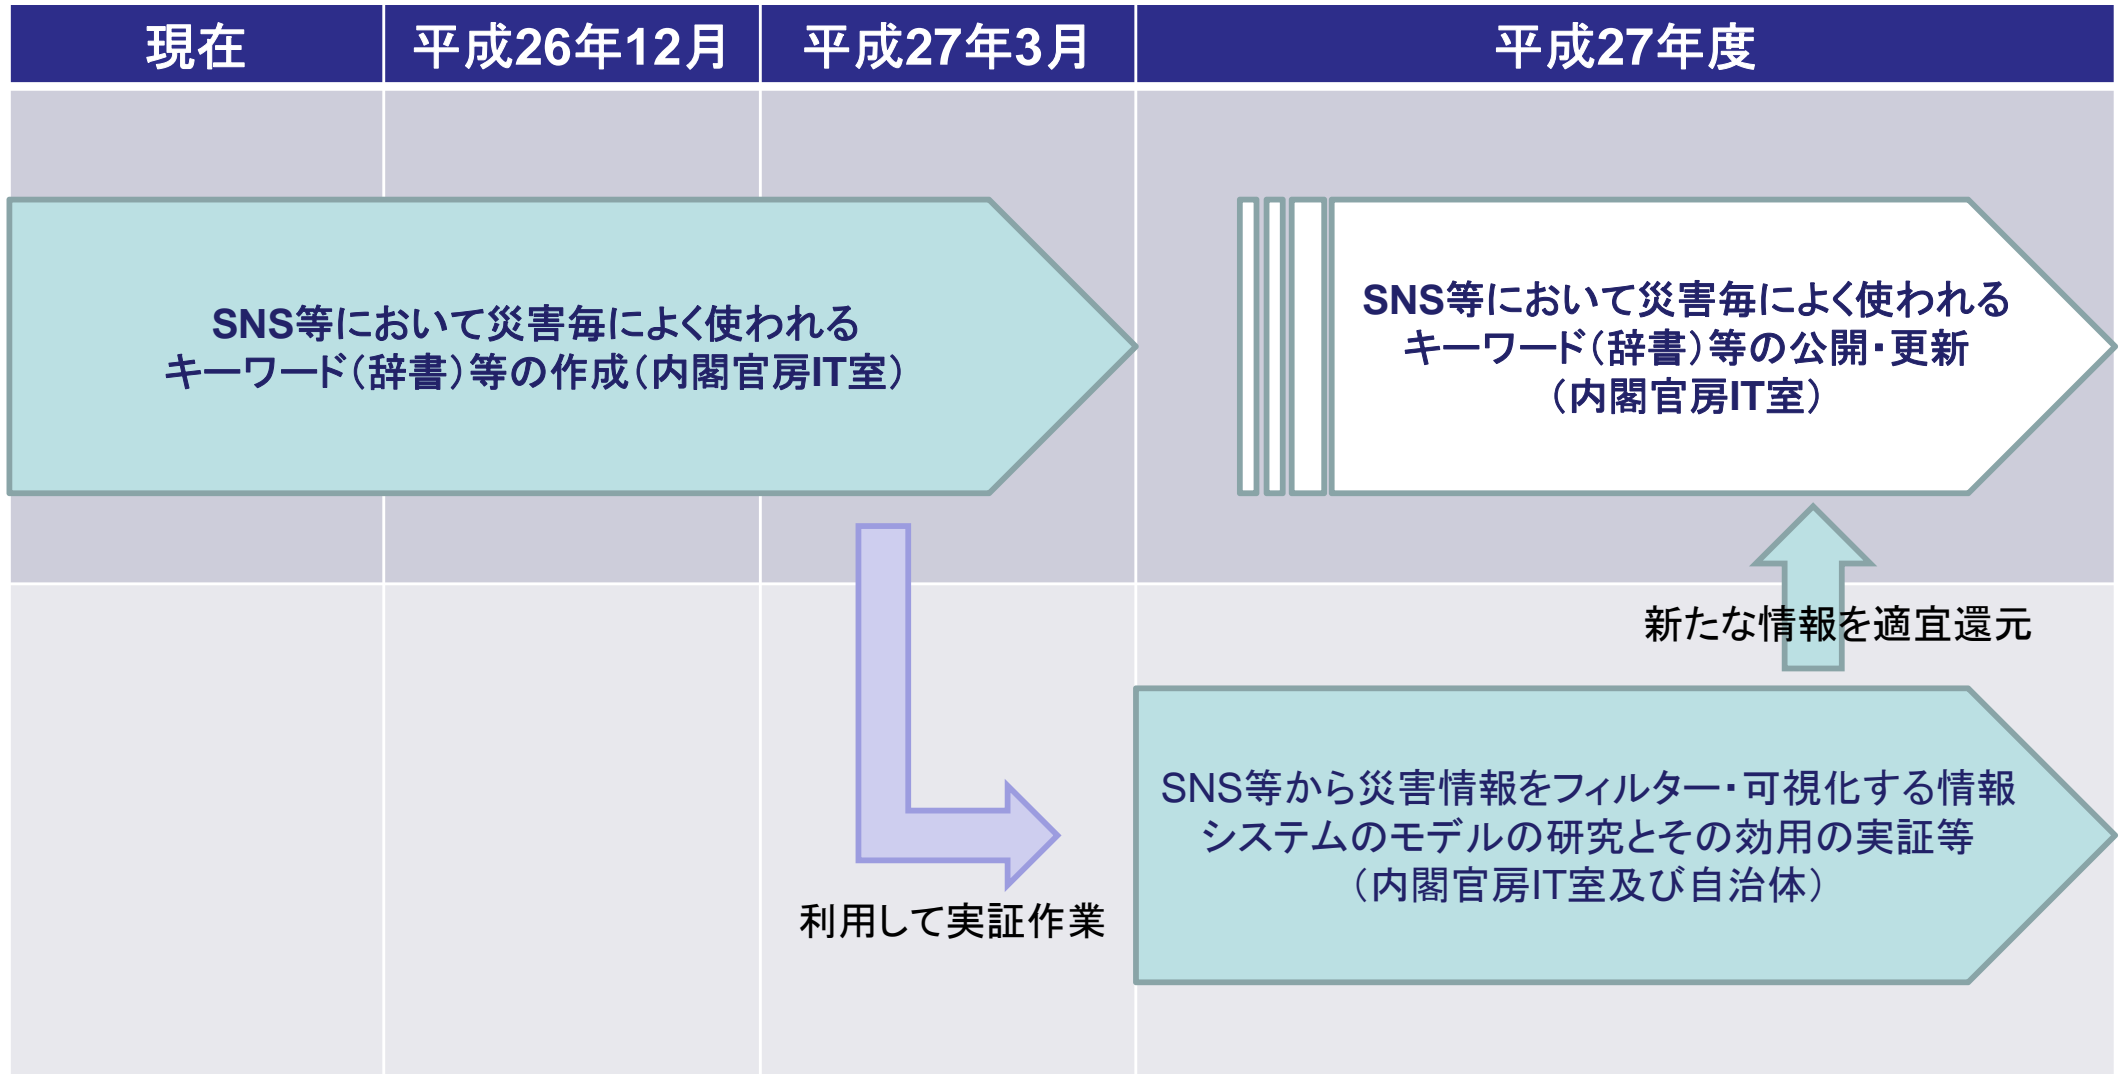 現在
平成26年12月
平成27年3月
平成27年度
SNS等において災害毎によく使われる
キーワード（辞書）等の作成（内閣官房IT室）
SNS等において災害毎によく使われる
キーワード（辞書）等の公開・更新
（内閣官房IT室）
新たな情報を適宜還元
SNS等から災害情報をフィルター・可視化する情報
システムのモデルの研究とその効用の実証等
（内閣官房IT室及び自治体）
利用して実証作業